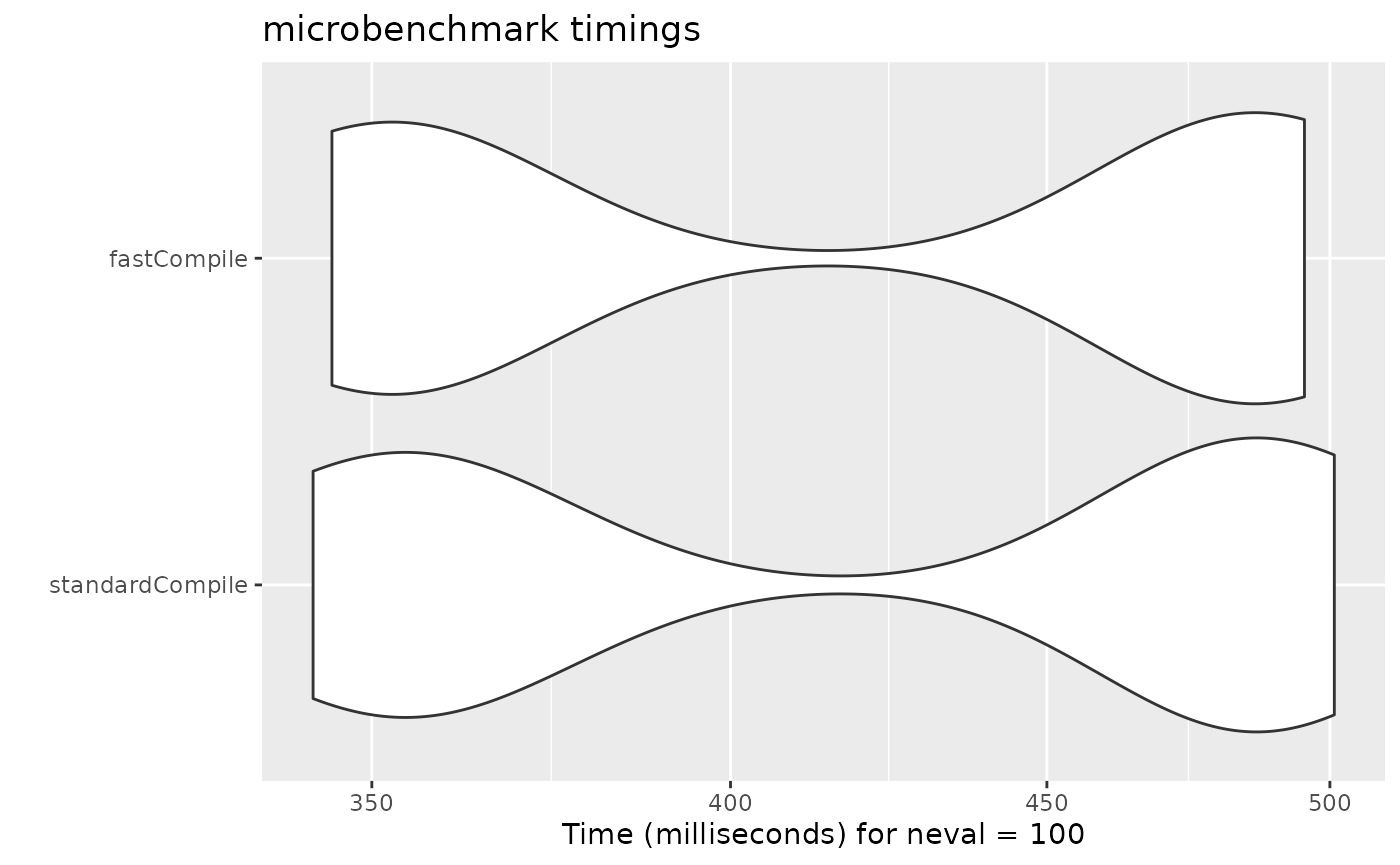 microbenchmark timings
fastCompile
standardCompile
350 400 450 500
Time (milliseconds) for neval = 100